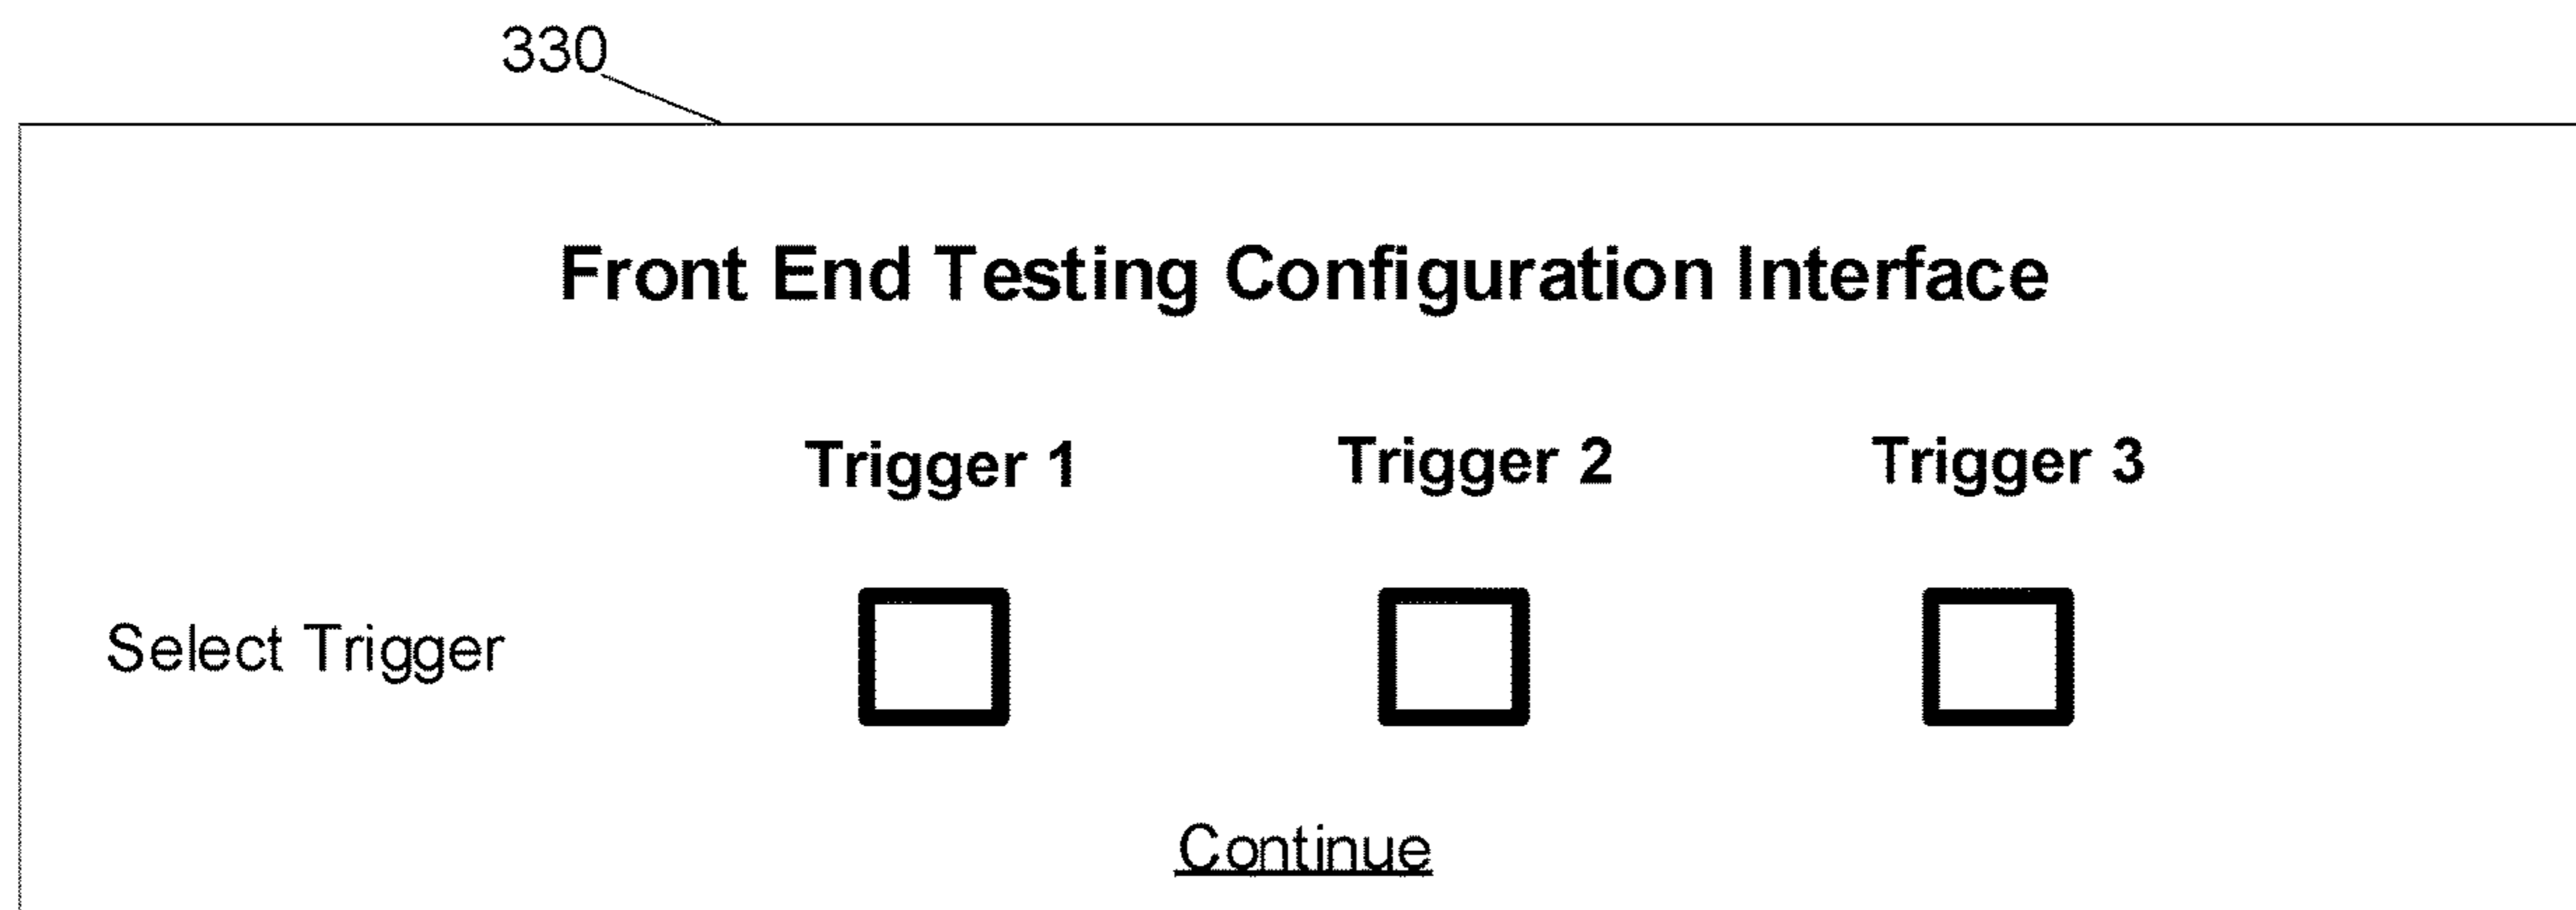 330
Front End Testing Configuration Interface
Trigger 1 Trigger 2 Trigger 3
Select Trigger
Continue